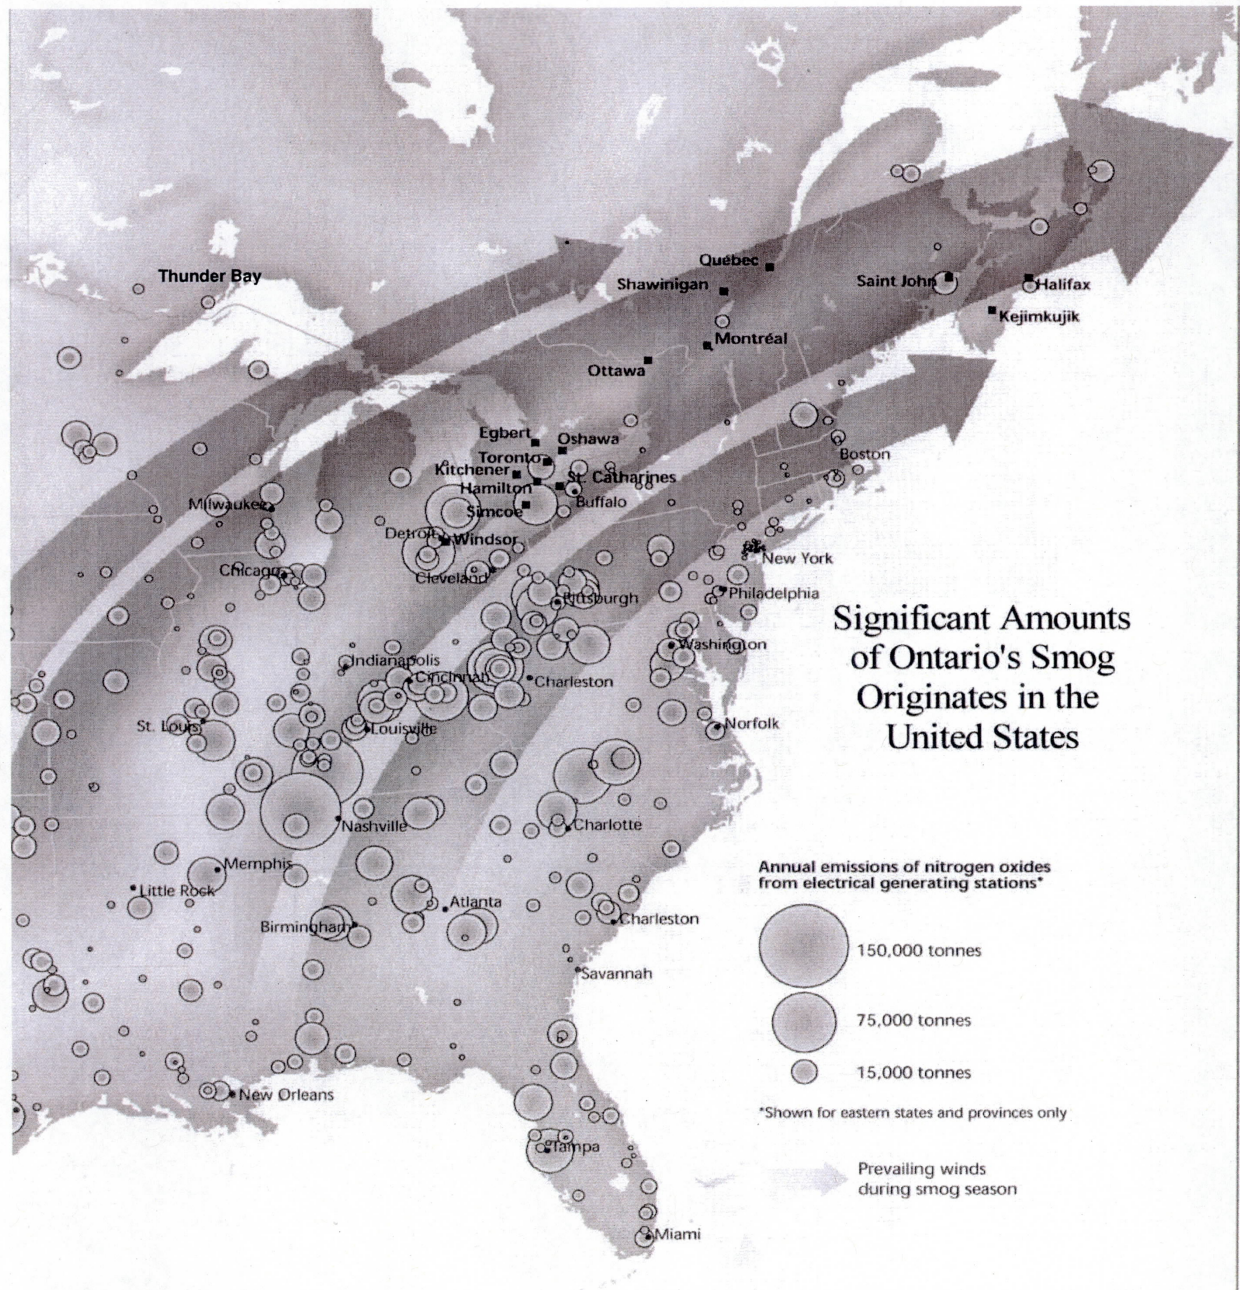 Thunder Bay
Québec
Shawinigan
Saint John
Halifax
Kejimkujik
Montréal
Ottawa
Egbert
Oshawa
Toronto
Kitchener
St. Catharines
Hamilton
Buffalo
Simcoe
Boston
Milwaukee
Detroit
Windsor
New York
Chicago
Cleveland
Philadelphia
Pittsburgh
Washington
Indianapolis
Cincinnati
Charleston
St. Louis
Louisville
Norfolk
Significant Amounts
of Ontario's Smog
Originates in the
United States
Nashville
Charlotte
Memphis
Little Rock
Atlanta
Birmingham
Charleston
Savannah
New Orleans
Tampa
Miami
Annual emissions of nitrogen oxides
from electrical generating stations*
150,000 tonnes
75,000 tonnes
15,000 tonnes
*Shown for eastern states and provinces only
Prevailing winds
during smog season